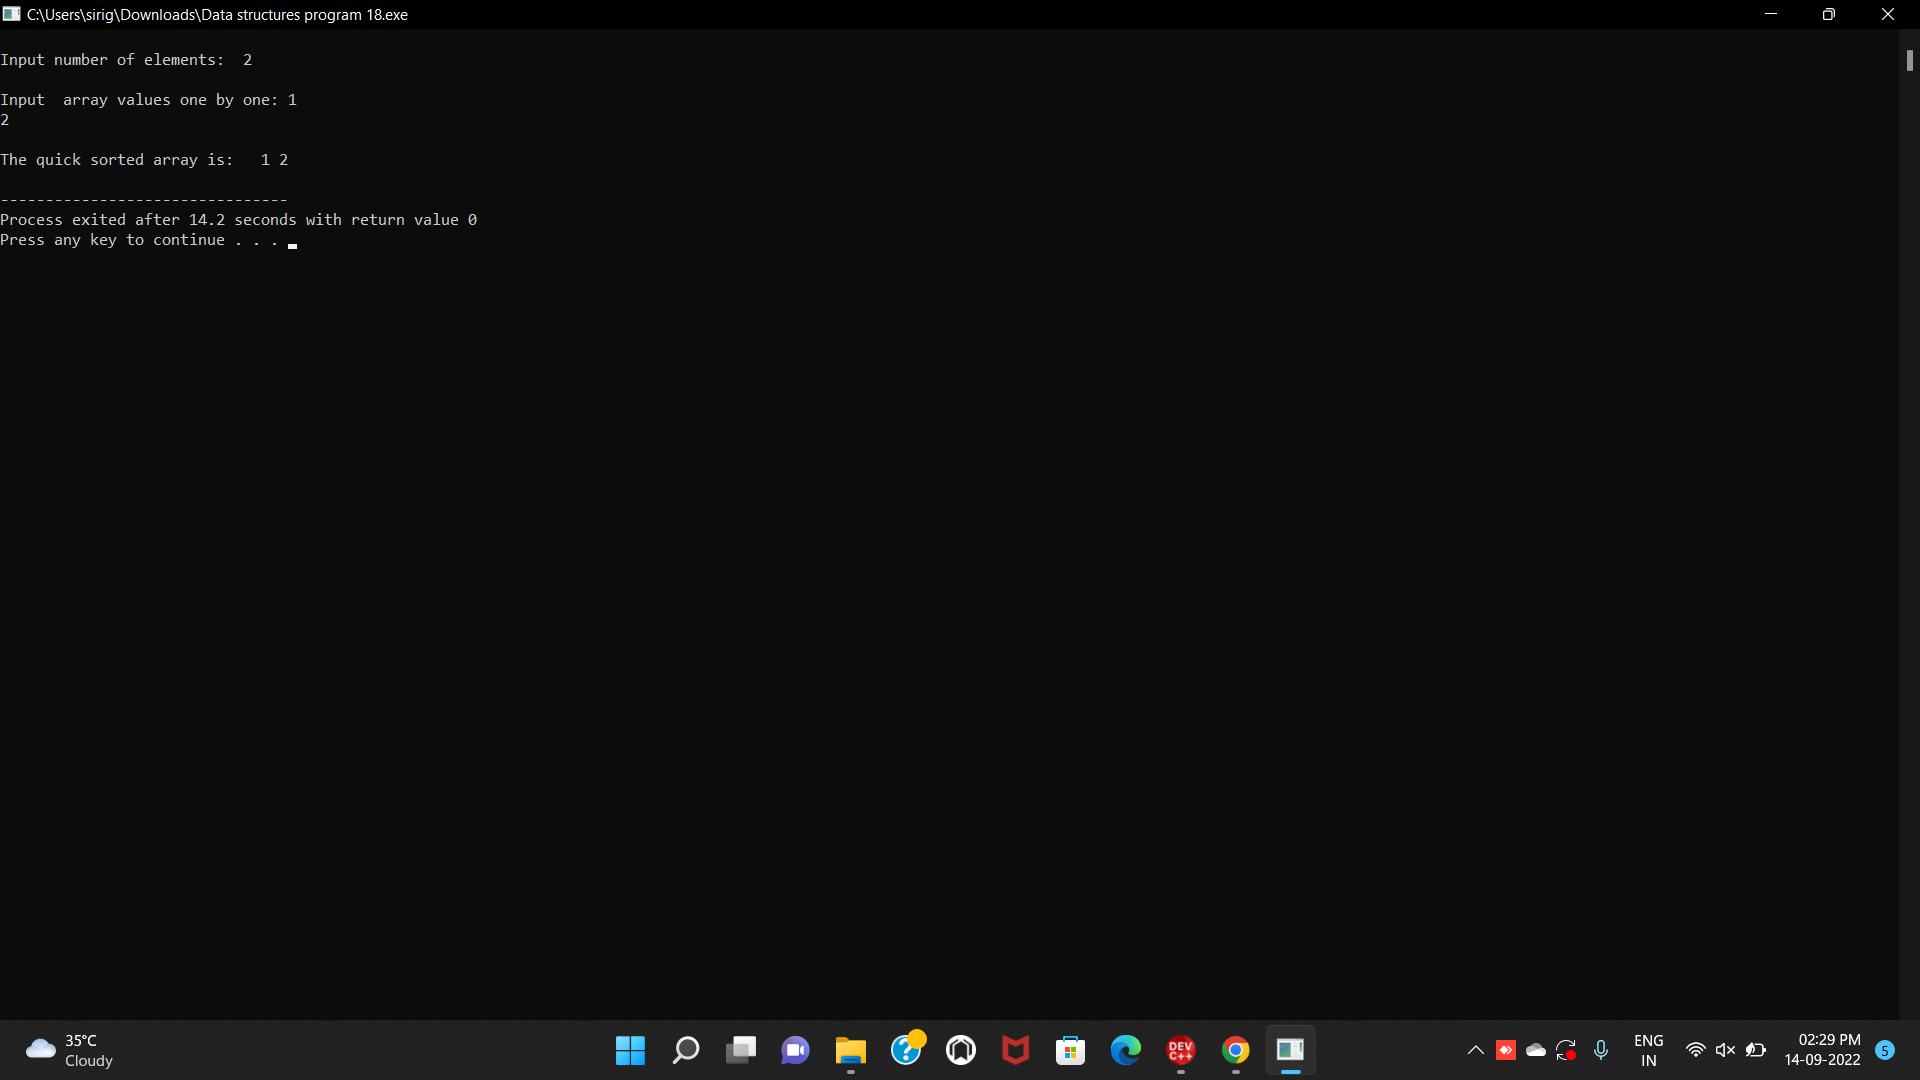 C:\Users\sirig\Downloads\Data structures program 18.exe
Input number of elements:  2
Input  array values one by one: 1
2
The quick sorted array is:   1 2
--------------------------------
Process exited after 14.2 seconds with return value 0
Press any key to continue . . .
35°C
Cloudy
DEV
C++
ENG
IN
02:29 PM
14-09-2022
5